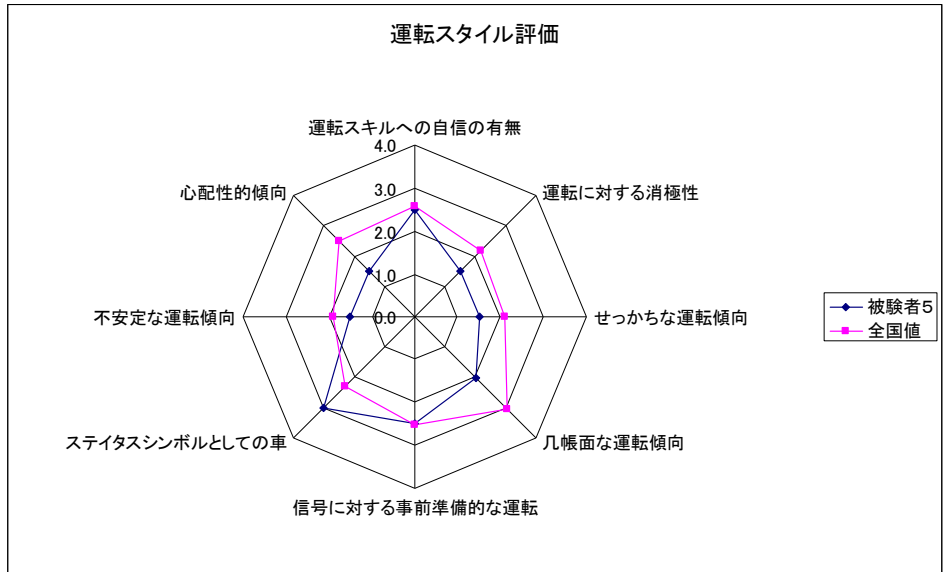 運転スタイル評価
運転スキルへの自信の有無
4.0
心配性的傾向
運転に対する消極性
3.0
2.0
1.0
不安定な運転傾向
0.0
せっかちな運転傾向
被験者5
全国値
ステイタスシンボルとしての車
几帳面な運転傾向
信号に対する事前準備的な運転